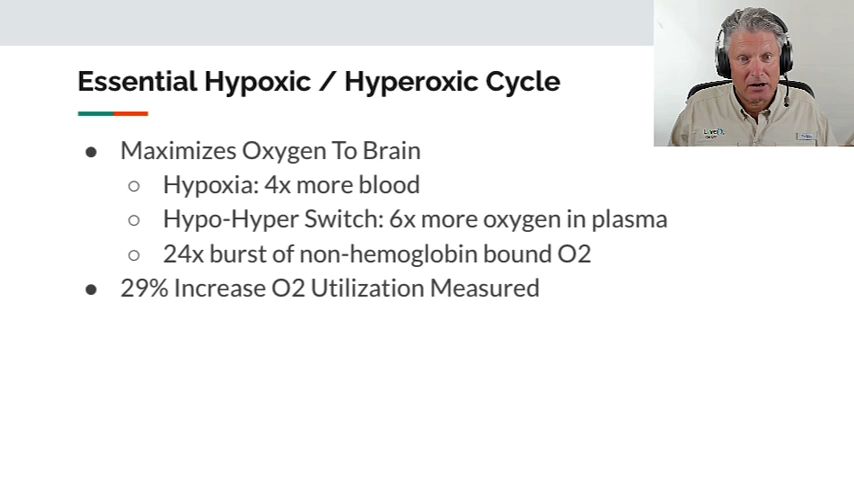 Essential Hypoxic / Hyperoxic Cycle
● Maximizes Oxygen To Brain
○ Hypoxia: 4x more blood
○ Hypo-Hyper Switch: 6x more oxygen in plasma
○ 24x burst of non-hemoglobin bound O2
● 29% Increase O2 Utilization Measured